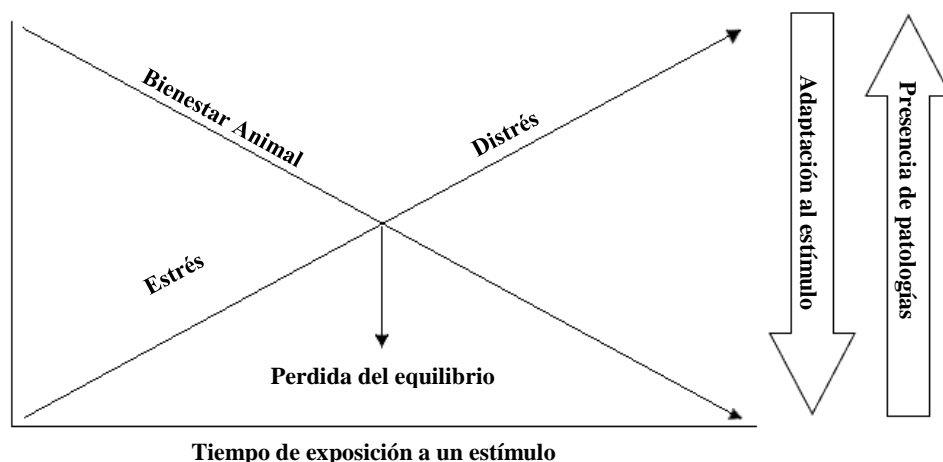 Bienestar Animal
Distrés
Estrés
Perdida del equilibrio
Tiempo de exposición a un estímulo
Adaptación al estímulo
Presencia de patologías